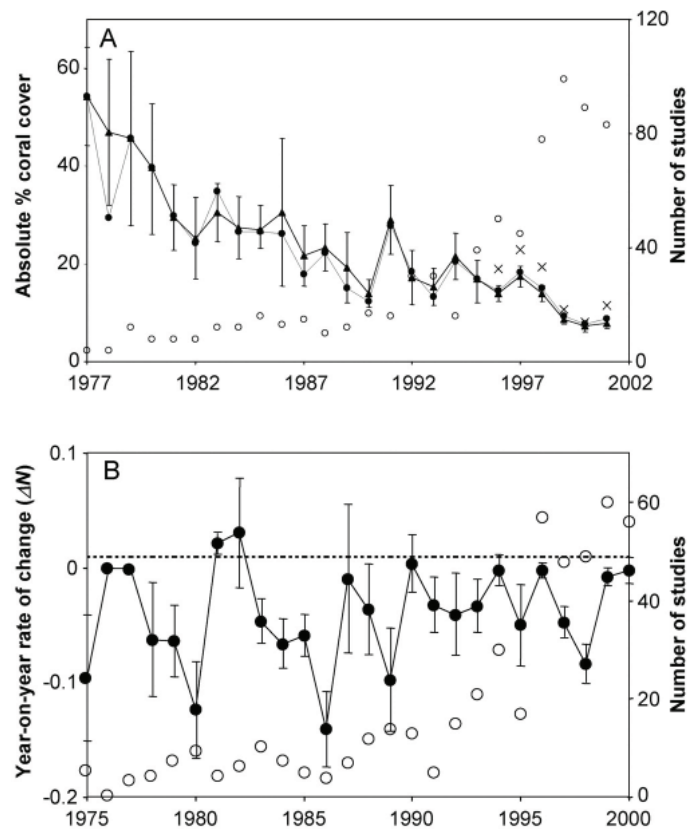 A
Absolute % coral cover
60
40
20
0
120
80
40
0
Number of studies
1977 1982 1987 1992 1997 2002
B
Year-on-year rate of change (ΔN)
0.1
0
-0.1
-0.2
60
40
20
0
Number of studies
1975 1980 1985 1990 1995 2000